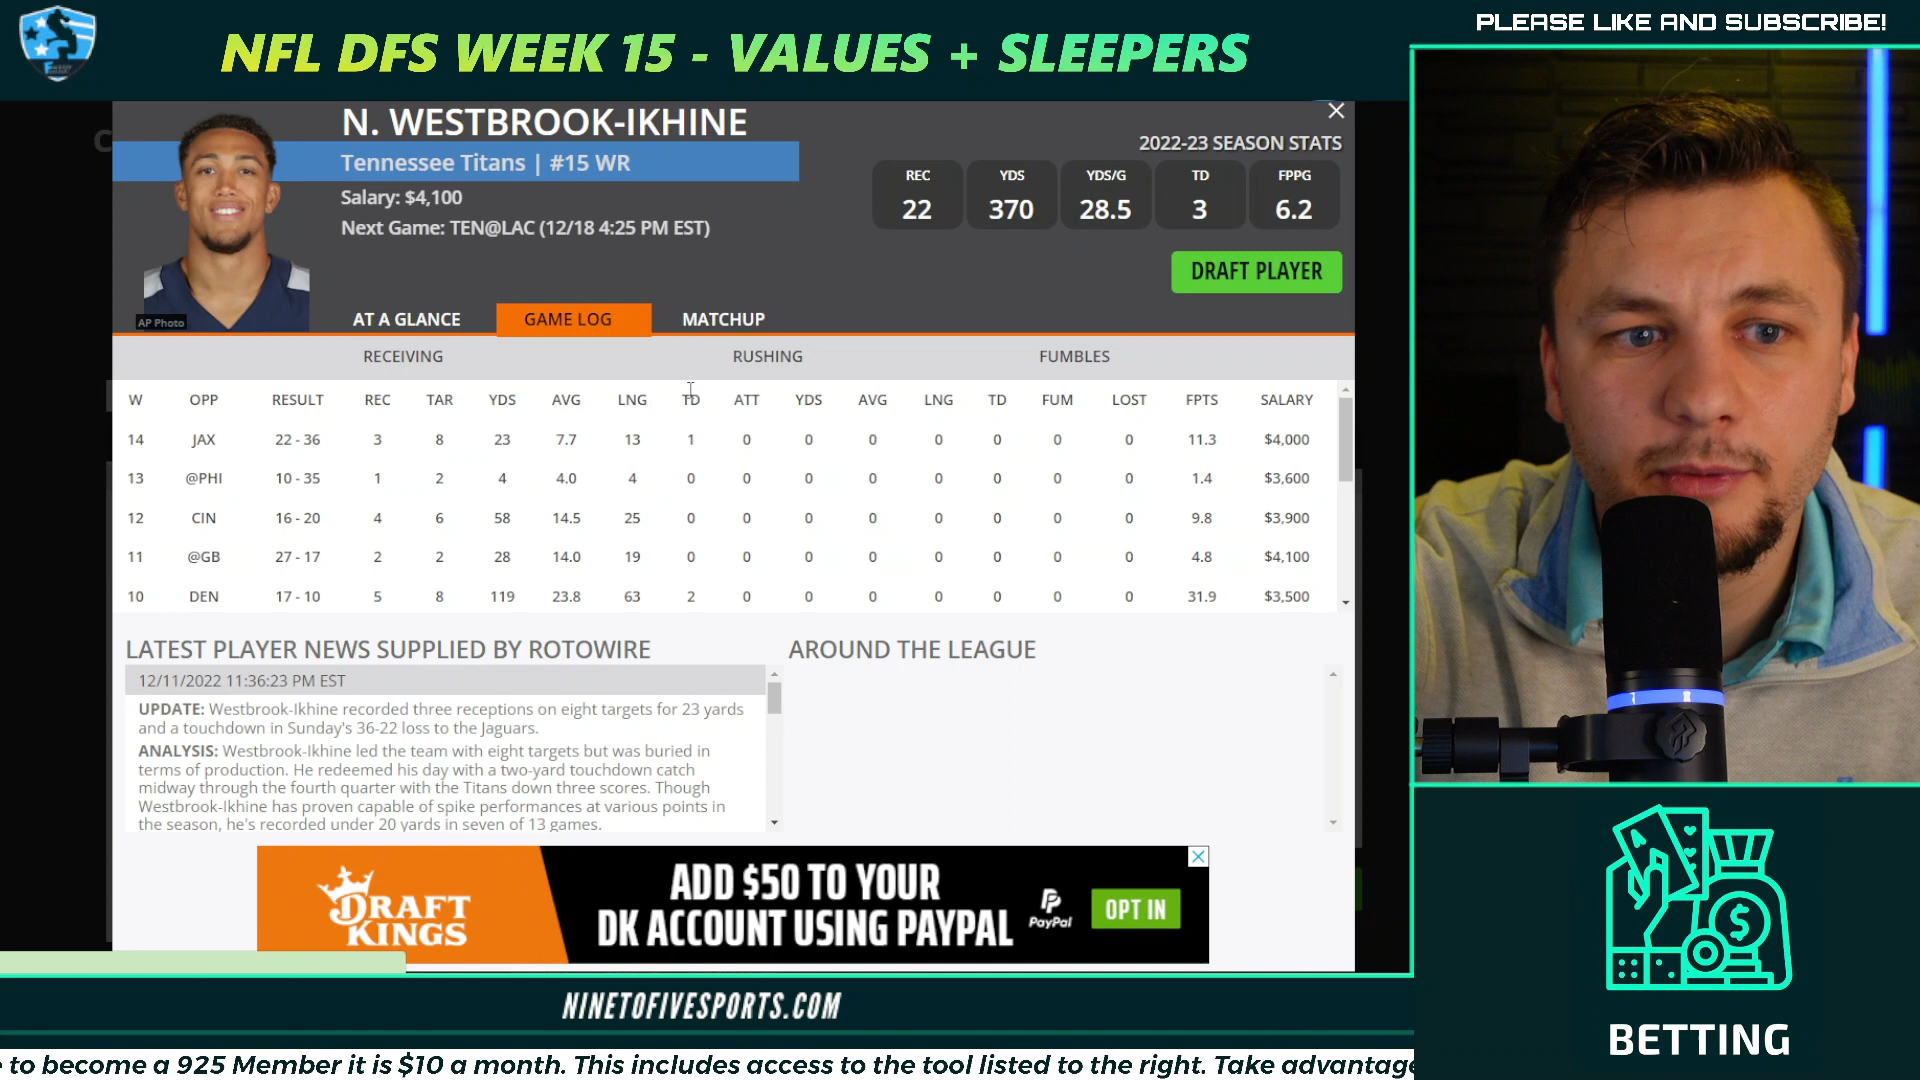 PLEASE LIKE AND SUBSCRIBE!
NFL DFS WEEK 15 - VALUES + SLEEPERS
N. WESTBROOK-IKHINE
Tennessee Titans | #15 WR
Salary: $4,100
Next Game: TEN@LAC (12/18 4:25 PM EST)
AP Photo
2022-23 SEASON STATS
REC YDS YDS/G TD FPPG
22 370 28.5 3 6.2
DRAFT PLAYER
AT A GLANCE GAME LOG MATCHUP
RECEIVING RUSHING FUMBLES
W OPP RESULT REC TAR YDS AVG LNG TD ATT YDS AVG LNG TD FUM LOST FPTS SALARY
14 JAX 22 - 36 3 8 23 7.7 13 1 0 0 0 0 0 0 0 11.3 $4,000
13 @PHI 10 - 35 1 2 4 4.0 4 0 0 0 0 0 0 0 0 1.4 $3,600
12 CIN 16 - 20 4 6 58 14.5 25 0 0 0 0 0 0 0 0 9.8 $3,900
11 @GB 27 - 17 2 2 28 14.0 19 0 0 0 0 0 0 0 0 4.8 $4,100
10 DEN 17 - 10 5 8 119 23.8 63 2 0 0 0 0 0 0 0 31.9 $3,500
LATEST PLAYER NEWS SUPPLIED BY ROTOWIRE
12/11/2022 11:36:23 PM EST
UPDATE: Westbrook-Ikhine recorded three receptions on eight targets for 23 yards
and a touchdown in Sunday's 36-22 loss to the Jaguars.
ANALYSIS: Westbrook-Ikhine led the team with eight targets but was buried in
terms of production. He redeemed his day with a two-yard touchdown catch
midway through the fourth quarter with the Titans down three scores. Though
Westbrook-Ikhine has proven capable of spike performances at various points in
the season, he's recorded under 20 yards in seven of 13 games.
AROUND THE LEAGUE
DRAFT
KINGS
ADD $50 TO YOUR
DK ACCOUNT USING PAYPAL
PayPal
OPT IN
NINETOFIVESPORTS.COM
BETTING
to become a 925 Member it is $10 a month. This includes access to the tool listed to the right. Take advantage